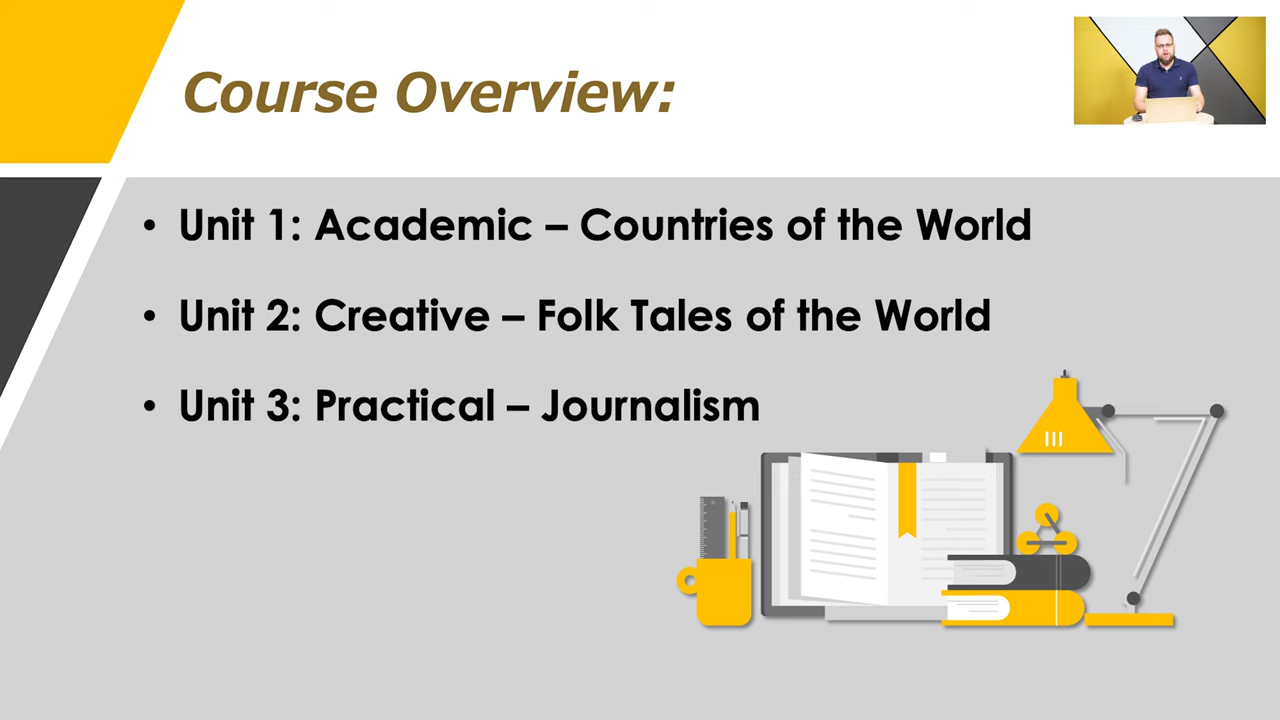 Course Overview:
• Unit 1: Academic – Countries of the World
• Unit 2: Creative – Folk Tales of the World
• Unit 3: Practical – Journalism